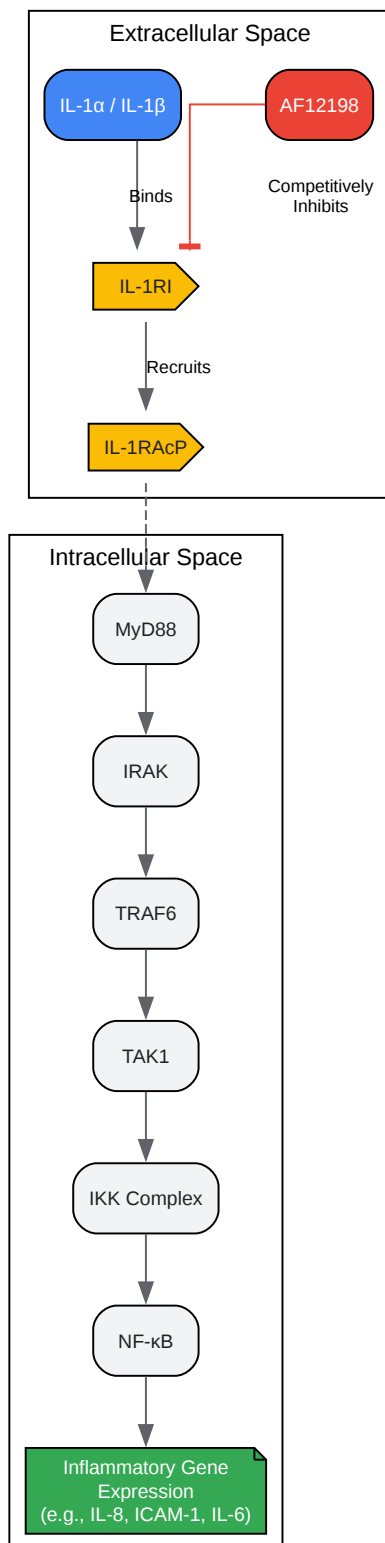 Extracellular Space
IL-1α / IL-1β
AF12198
Binds
Competitively
Inhibits
IL-1RI
Recruits
IL-1RAcP
Intracellular Space
MyD88
IRAK
TRAF6
TAK1
IKK Complex
NF-κB
Inflammatory Gene
Expression
(e.g., IL-8, ICAM-1, IL-6)